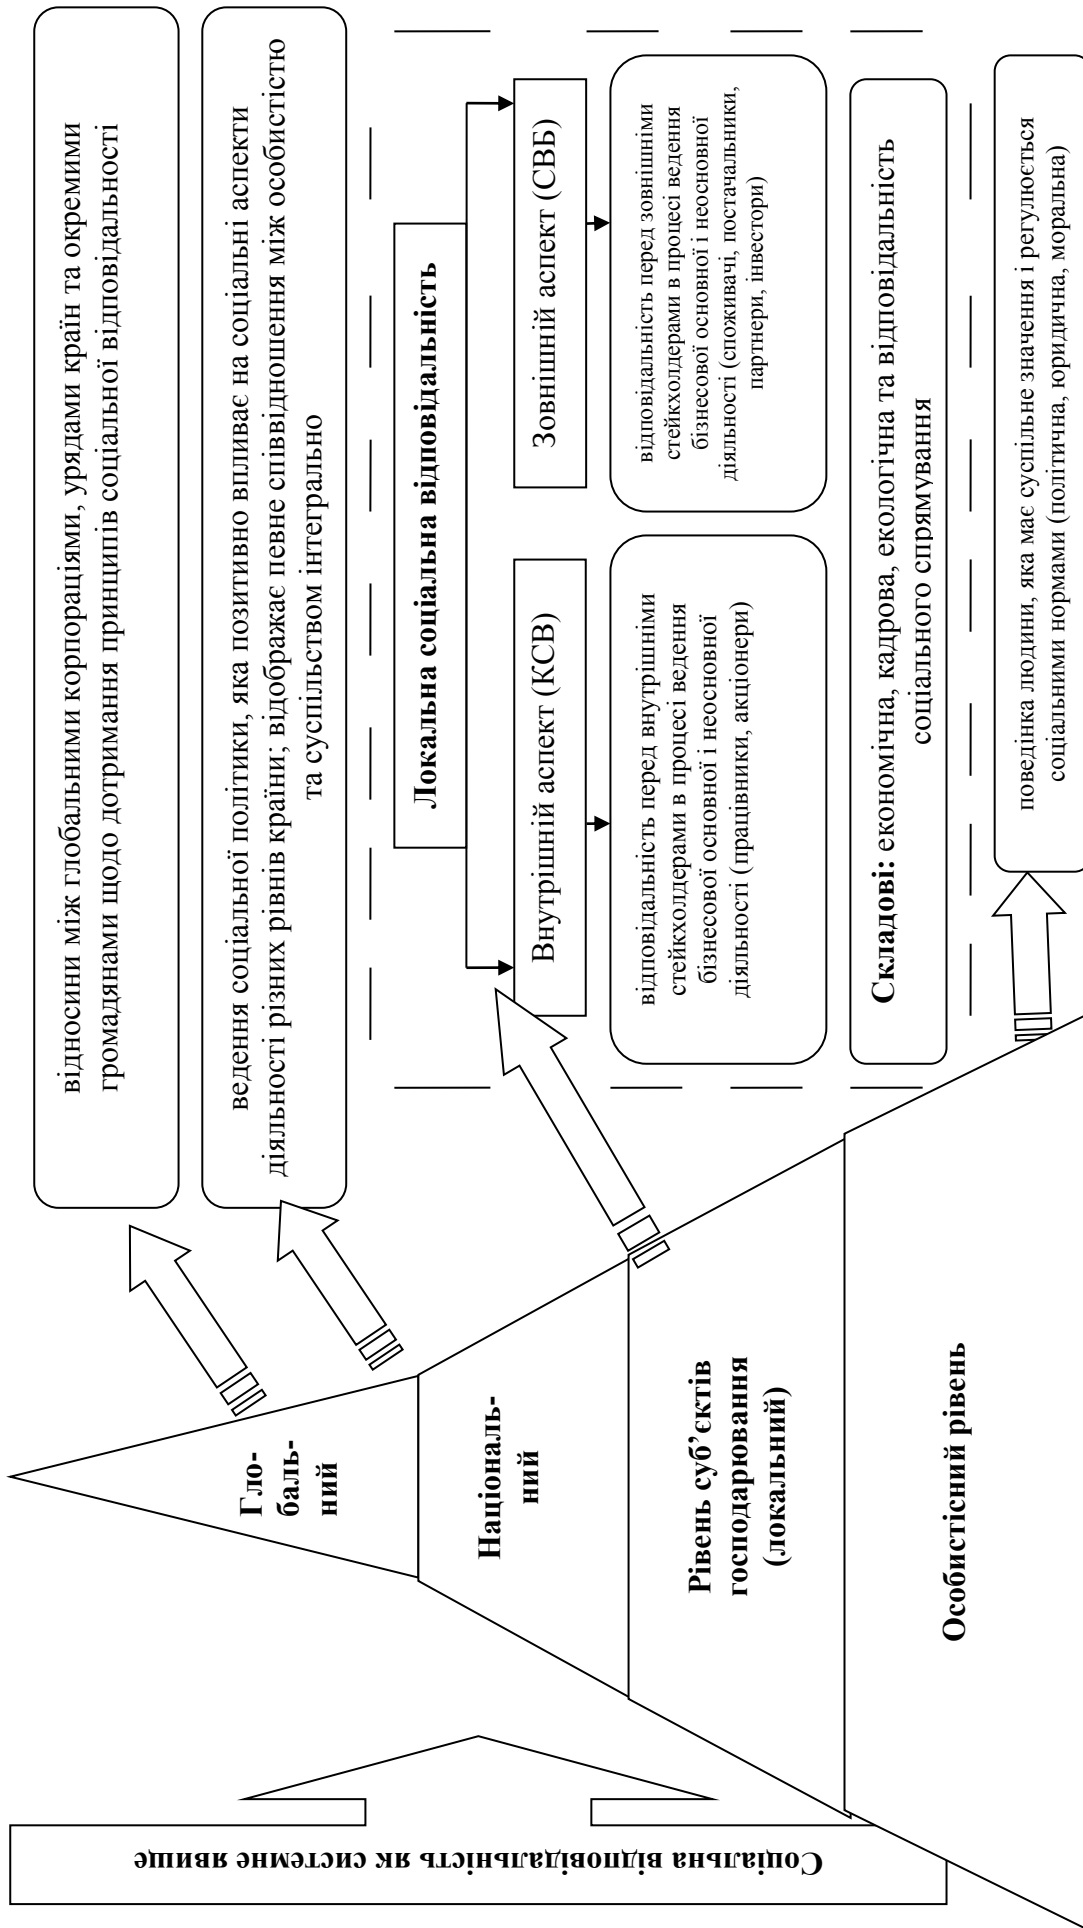 Соціальна відповідальність як системне явище
Гло-
баль-
ний
Національ-
ний
Рівень суб’єктів
господарювання
(локальний)
Особистісний рівень
відносини між глобальними корпораціями, урядами країн та окремими
громадянами щодо дотримання принципів соціальної відповідальності
ведення соціальної політики, яка позитивно впливає на соціальні аспекти
діяльності різних рівнів країни; відображає певне співвідношення між особистістю
та суспільством інтегрально
Локальна соціальна відповідальність
Внутрішній аспект (КСВ)
відповідальність перед внутрішніми
стейкхолдерами в процесі ведення
бізнесової основної і неосновної
діяльності (працівники, акціонери)
Зовнішній аспект (СВБ)
відповідальність перед зовнішніми
стейкхолдерами в процесі ведення
бізнесової основної і неосновної
діяльності (споживачі, постачальники,
партнери, інвестори)
Складові: економічна, кадрова, екологічна та відповідальність
соціального спрямування
поведінка людини, яка має суспільне значення і регулюється
соціальними нормами (політична, юридична, моральна)